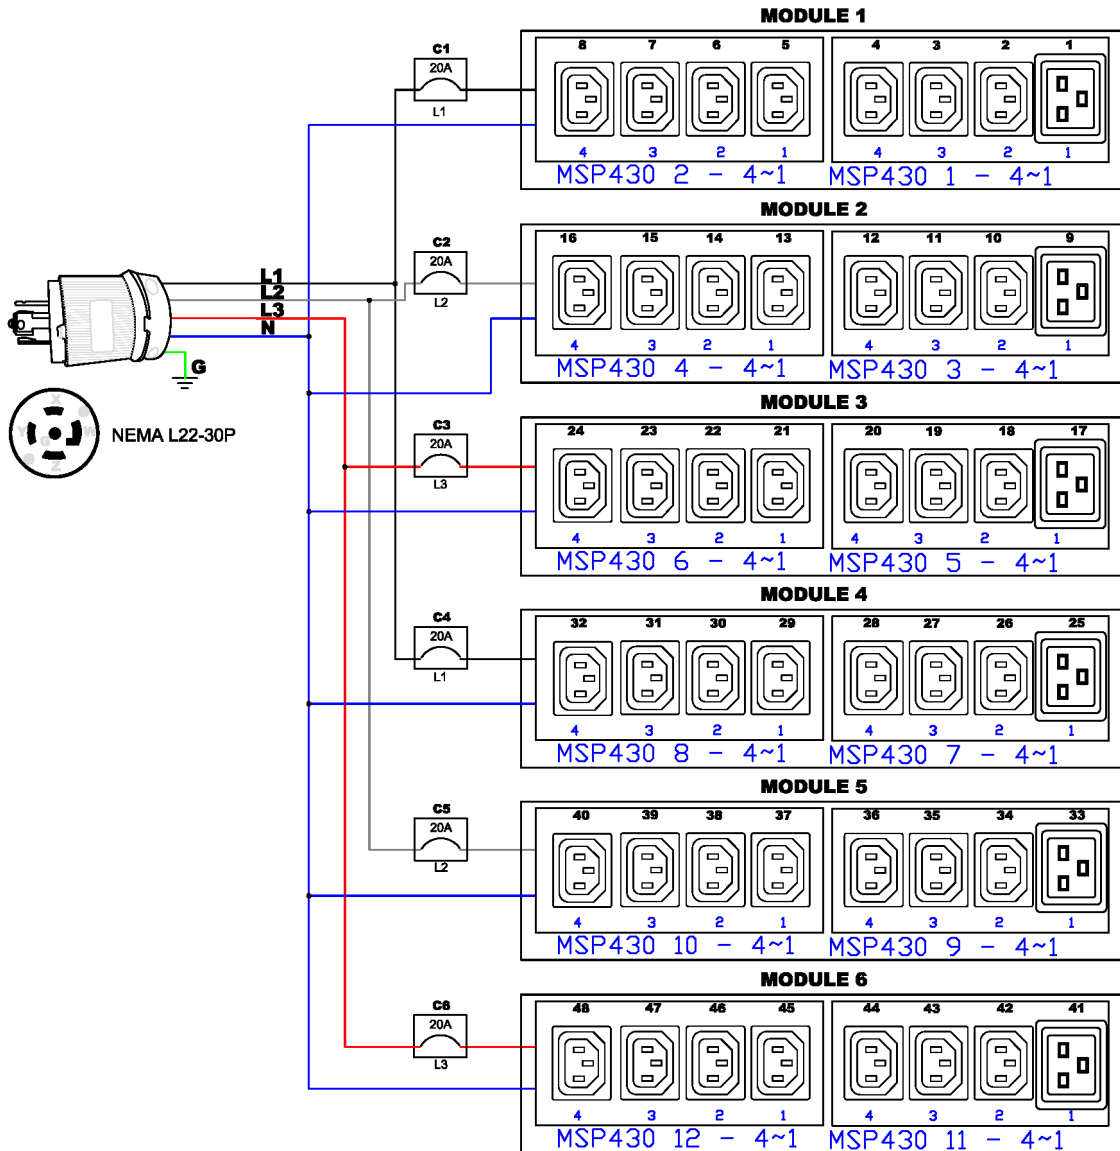 MODULE 1
C1
20A
L1
8 7 6 5 4 3 2 1
4 3 2 1 4 3 2 1
MSP430 2 - 4~1 MSP430 1 - 4~1
MODULE 2
C2
20A
L2
16 15 14 13 12 11 10 9
4 3 2 1 4 3 2 1
MSP430 4 - 4~1 MSP430 3 - 4~1
L1
L2
L3
N
G
X
Y
W
G
Z
NEMA L22-30P
MODULE 3
C3
20A
L3
24 23 22 21 20 19 18 17
4 3 2 1 4 3 2 1
MSP430 6 - 4~1 MSP430 5 - 4~1
MODULE 4
C4
20A
L1
32 31 30 29 28 27 26 25
4 3 2 1 4 3 2 1
MSP430 8 - 4~1 MSP430 7 - 4~1
MODULE 5
C5
20A
L2
40 39 38 37 36 35 34 33
4 3 2 1 4 3 2 1
MSP430 10 - 4~1 MSP430 9 - 4~1
MODULE 6
C6
20A
L3
48 47 46 45 44 43 42 41
4 3 2 1 4 3 2 1
MSP430 12 - 4~1 MSP430 11 - 4~1